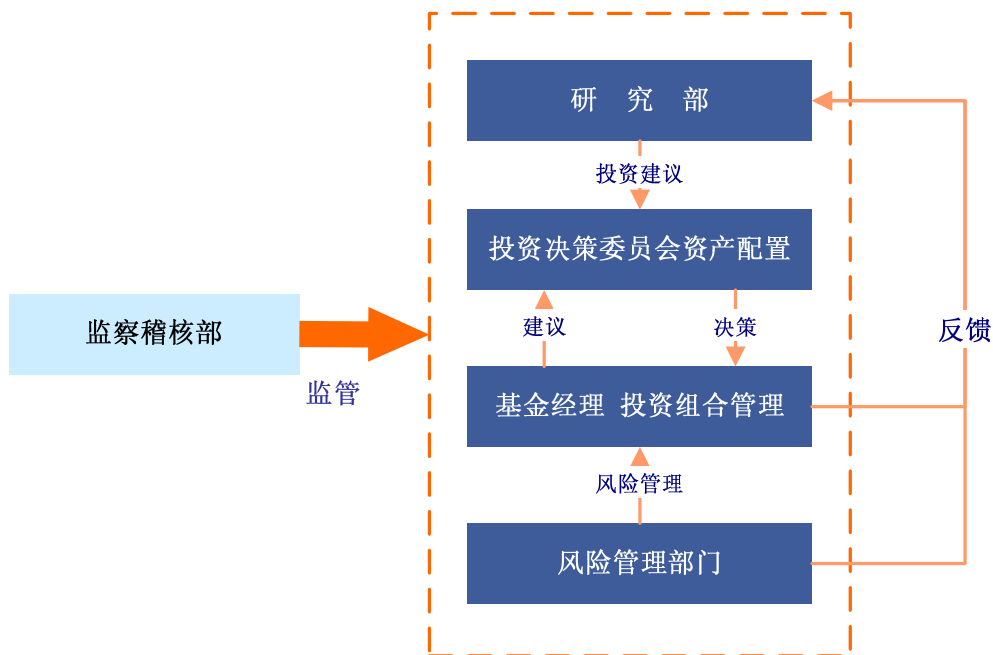 研 究 部
投资建议
投资决策委员会资产配置
建议
决策
反馈
监察稽核部
监管
基金经理 投资组合管理
风险管理
风险管理部门